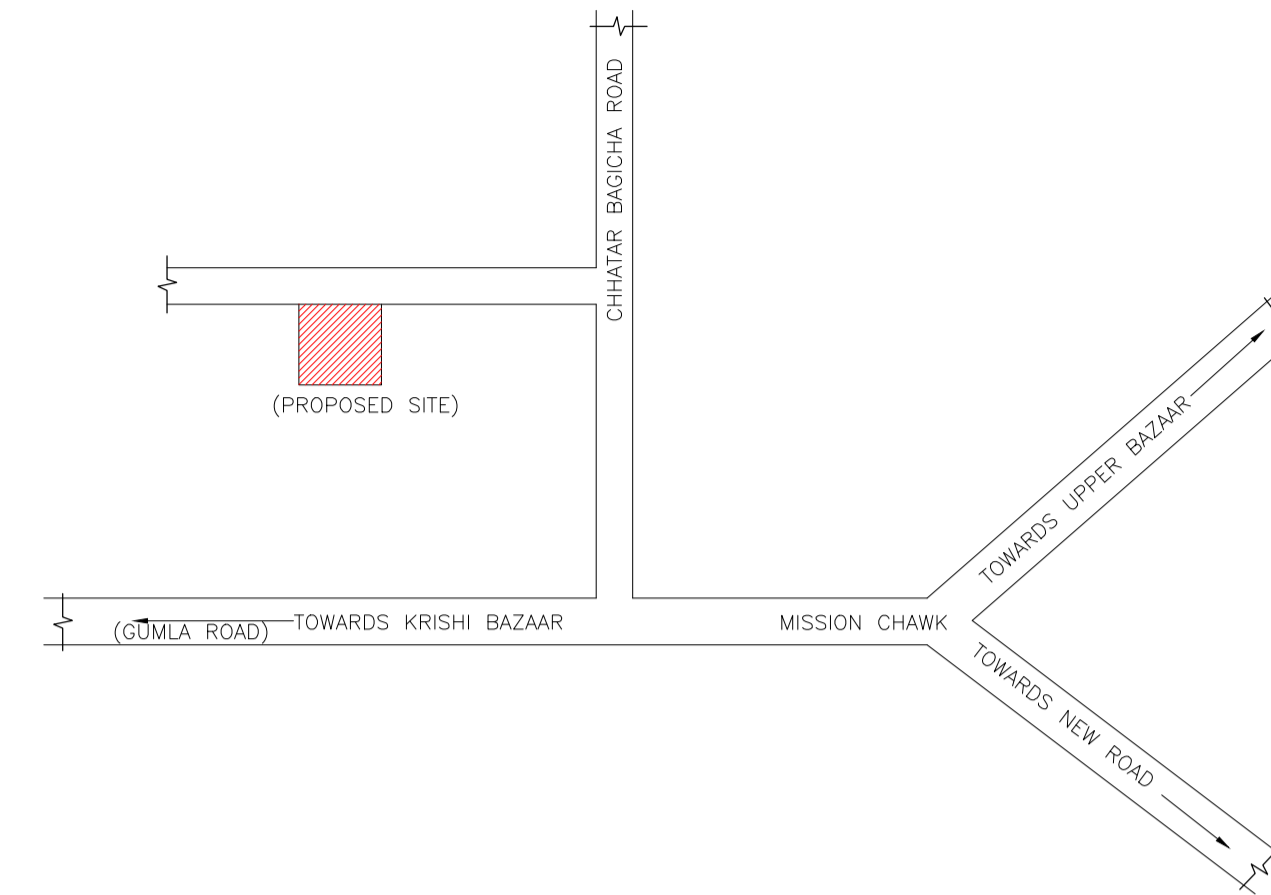 CHHATAR BAGICHA ROAD
(PROPOSED SITE)
TOWARDS UPPER BAZAAR
(GUMLA ROAD)
TOWARDS KRISHI BAZAAR
MISSION CHAWK
TOWARDS NEW ROAD